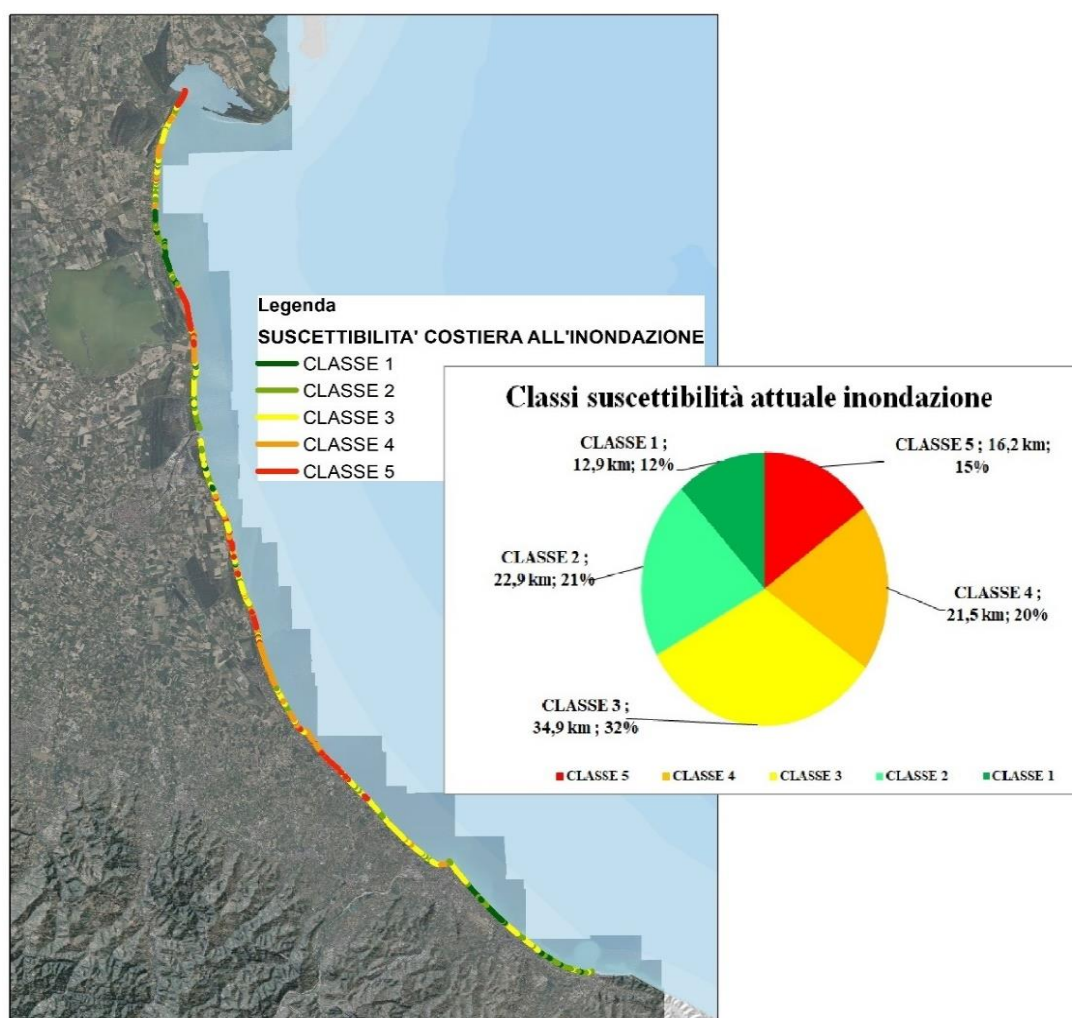 Legenda
SUSCETTIBILITA' COSTIERA ALL'INONDAZIONE
CLASSE 1
CLASSE 2
CLASSE 3
CLASSE 4
CLASSE 5
Classi suscettibilità attuale inondazione
CLASSE 1 ;
12,9 km; 12%
CLASSE 5 ; 16,2 km;
15%
CLASSE 2 ;
22,9 km; 21%
CLASSE 4 ;
21,5 km; 20%
CLASSE 3 ;
34,9 km ; 32%
CLASSE 5 CLASSE 4 CLASSE 3 CLASSE 2 CLASSE 1